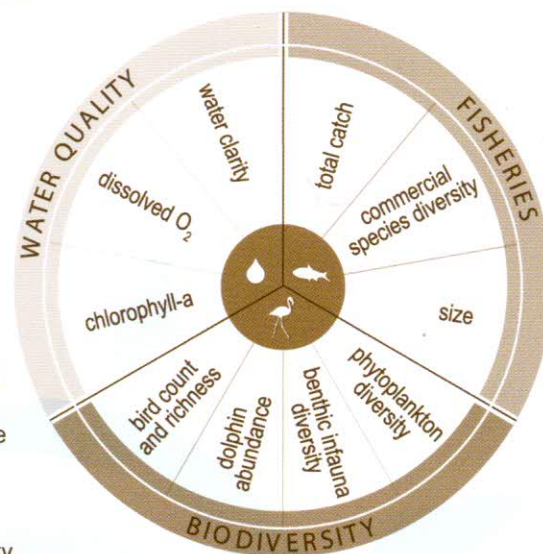 WATER QUALITY
water clarity
dissolved O₂
chlorophyll-a
FISHERIES
total catch
commercial
species diversity
size
BIODIVERSITY
bird count
and richness
dolphin
abundance
benthic infauna
diversity
phytoplankton
diversity